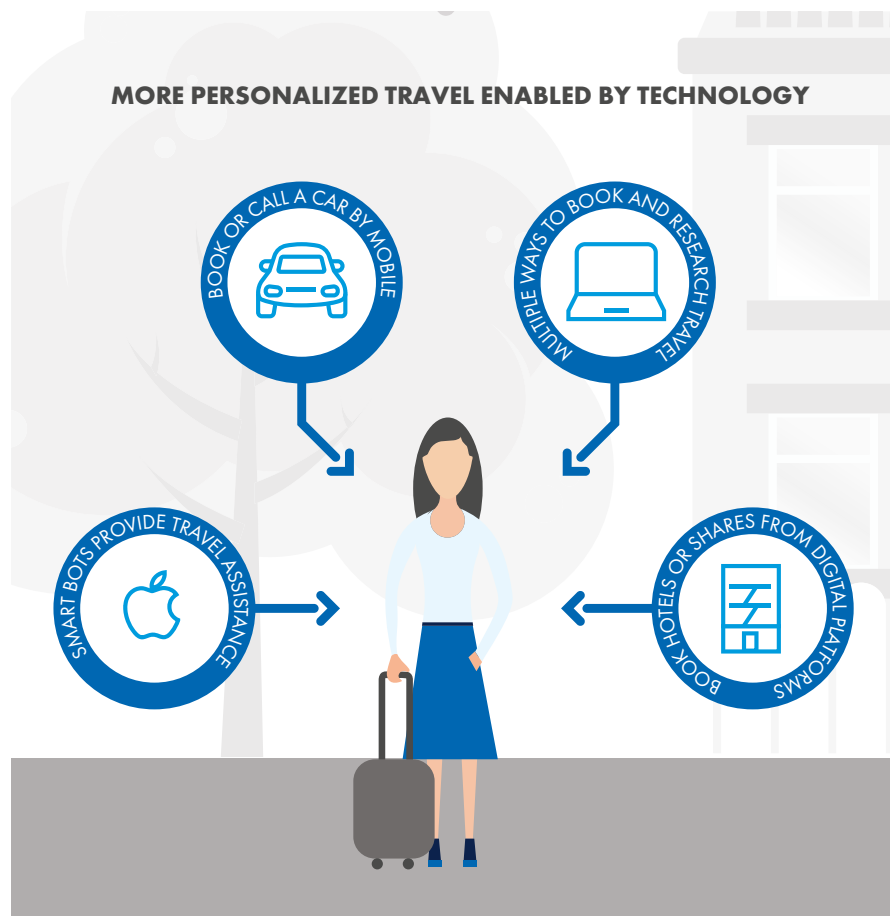 MORE PERSONALIZED TRAVEL ENABLED BY TECHNOLOGY
BOOK OR CALL A CAR BY MOBILE
MULTIPLE WAYS TO BOOK AND RESEARCH TRAVEL
SMART BOTS PROVIDE TRAVEL ASSISTANCE
BOOK HOTELS OR SHARES FROM DIGITAL PLATFORMS